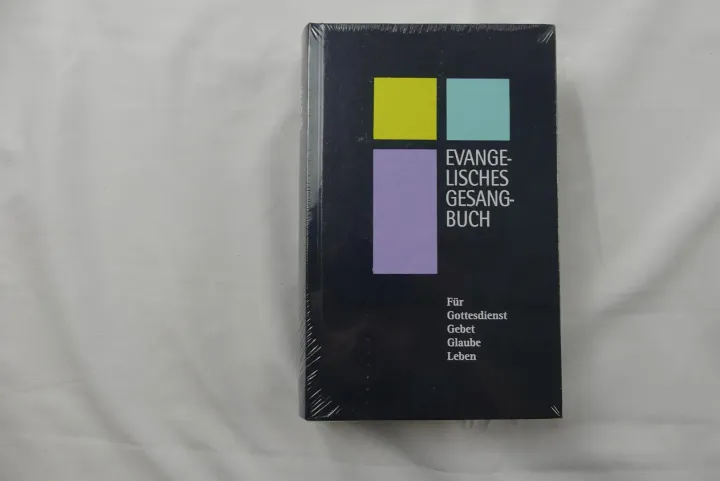 EVANGE-
LISCHES
GESANG-
BUCH
Für
Gottesdienst
Gebet
Glaube
Leben